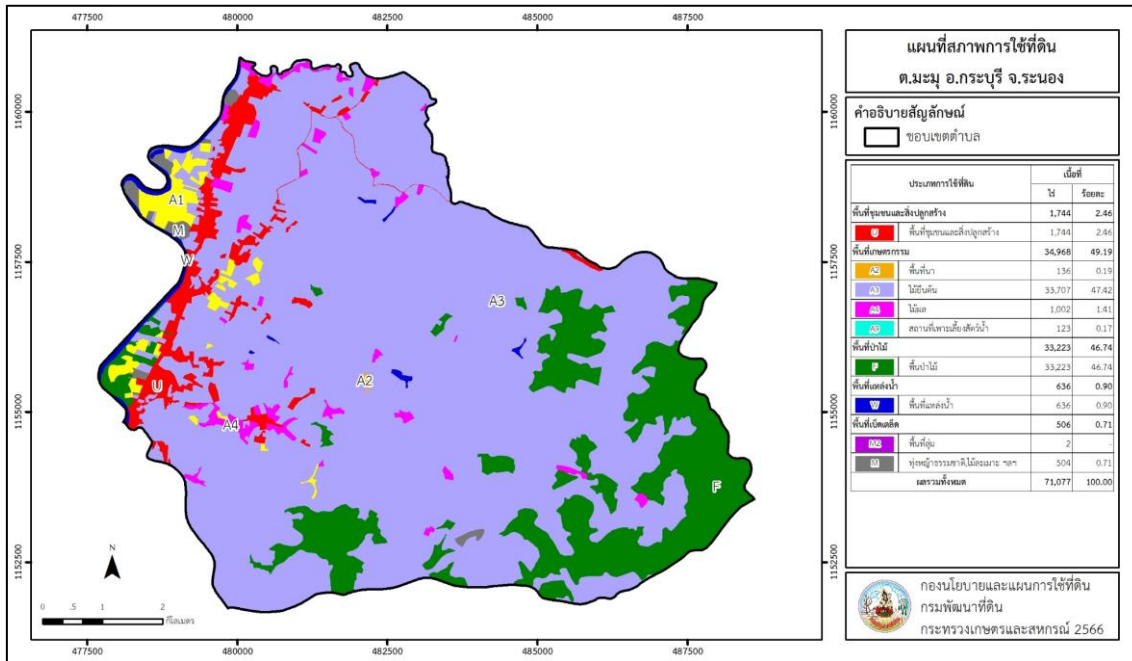 477500 480000 482500 485000 487500
1160000 1160000
1157500 1157500
1155000 1155000
1152500 1152500
A1
M
W
A3
A2
U
A4
F
N
0 .5 1 2
กิโลเมตร
477500 480000 482500 485000 487500
แผนที่สภาพการใช้ที่ดิน
ต.มะมุ อ.กระบุรี จ.ระนอง
คำอธิบายสัญลักษณ์
ขอบเขตตำบล
ประเภทการใช้ที่ดิน เนื้อที่
ไร่ ร้อยละ
พื้นที่ชุมชนและสิ่งปลูกสร้าง 1,744 2.46
U พื้นที่ชุมชนและสิ่งปลูกสร้าง 1,744 2.46
พื้นที่เกษตรกรรม 34,968 49.19
A2 พื้นที่นา 136 0.19
A3 ไม้ยืนต้น 33,707 47.42
ไม้ผล 1,002 1.41
A9 สถานที่เพาะเลี้ยงสัตว์น้ำ 123 0.17
พื้นที่ป่าไม้ 33,223 46.74
F พื้นป่าไม้ 33,223 46.74
พื้นที่แหล่งน้ำ 636 0.90
W พื้นที่แหล่งน้ำ 636 0.90
พื้นที่เบ็ดเตล็ด 506 0.71
M2 พื้นที่ลุ่ม 2 -
M ทุ่งหญ้าธรรมชาติ,ไม้ละเมาะ ฯลฯ 504 0.71
ผลรวมทั้งหมด 71,077 100.00
กองนโยบายและแผนการใช้ที่ดิน
กรมพัฒนาที่ดิน
กระทรวงเกษตรและสหกรณ์ 2566